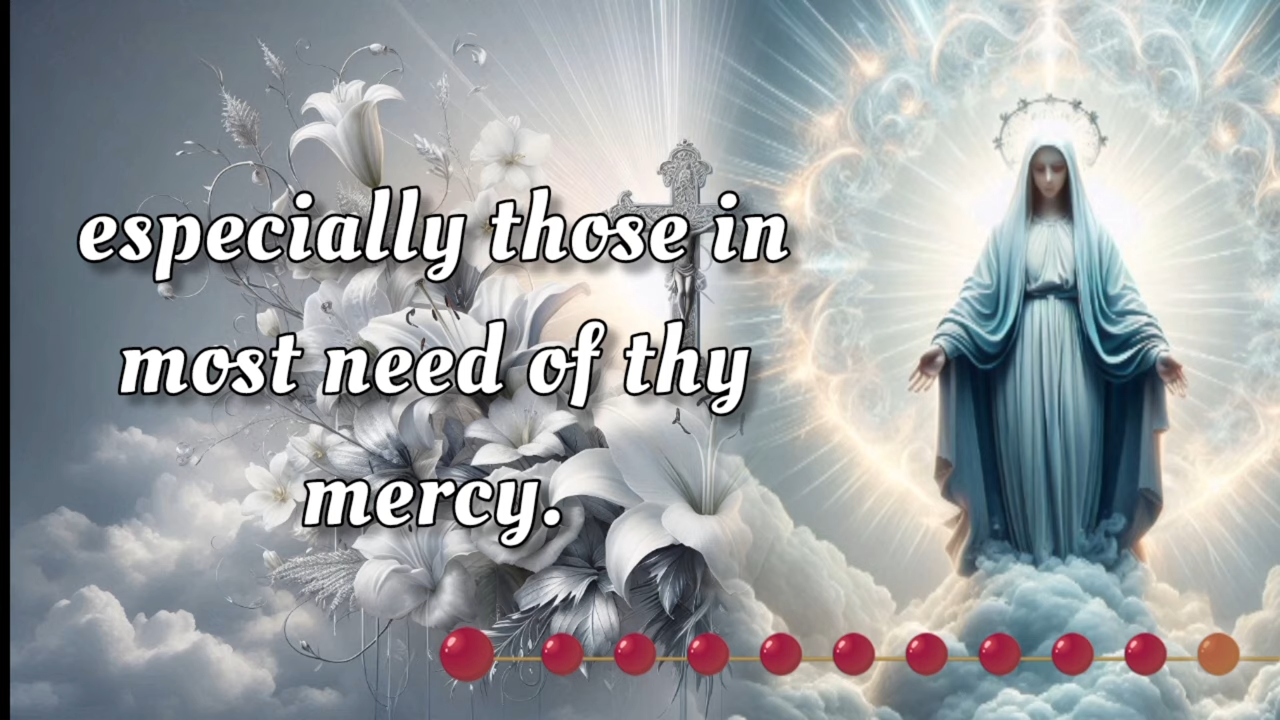 especially those in
most need of thy
mercy.